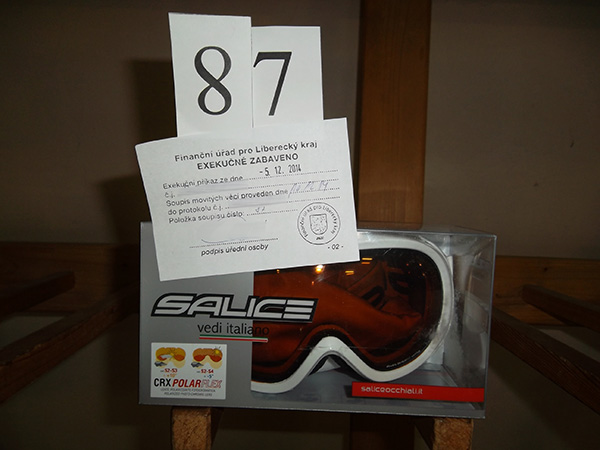 87
Finanční úřad pro Liberecký kraj
EXEKUČNĚ ZABAVENO
Exekuční příkaz ze dne -5. 12. 2014
č.j.
Soupis movitých věcí proveden dne
do protokolu č.j.
Položka soupisu číslo:
podpis úřední osoby
- 02 -
SALICE
vedi italiano
CRX POLARFLEX
saliceocchiali.it